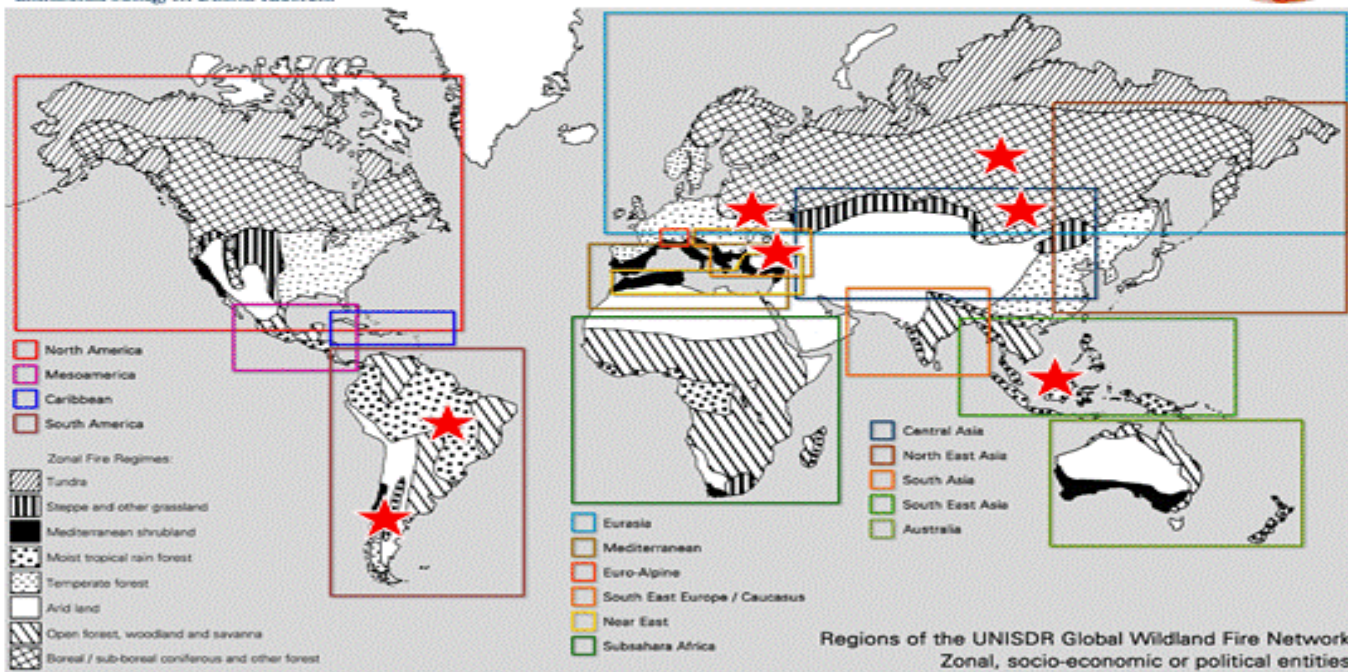 North America
Mesoamerica
Caribbean
South America
Zonal Fire Regimes:
Tundra
Steppe and other grassland
Mediterranean shrubland
Moist tropical rain forest
Temperate forest
Arid land
Open forest, woodland and savanna
Boreal / sub-boreal coniferous and other forest
Eurasia
Mediterranean
Euro-Alpine
South East Europe / Caucasus
Near East
Subsahara Africa
Central Asia
North East Asia
South Asia
South East Asia
Australia
Regions of the UNISDR Global Wildland Fire Network
Zonal, socio-economic or political entities